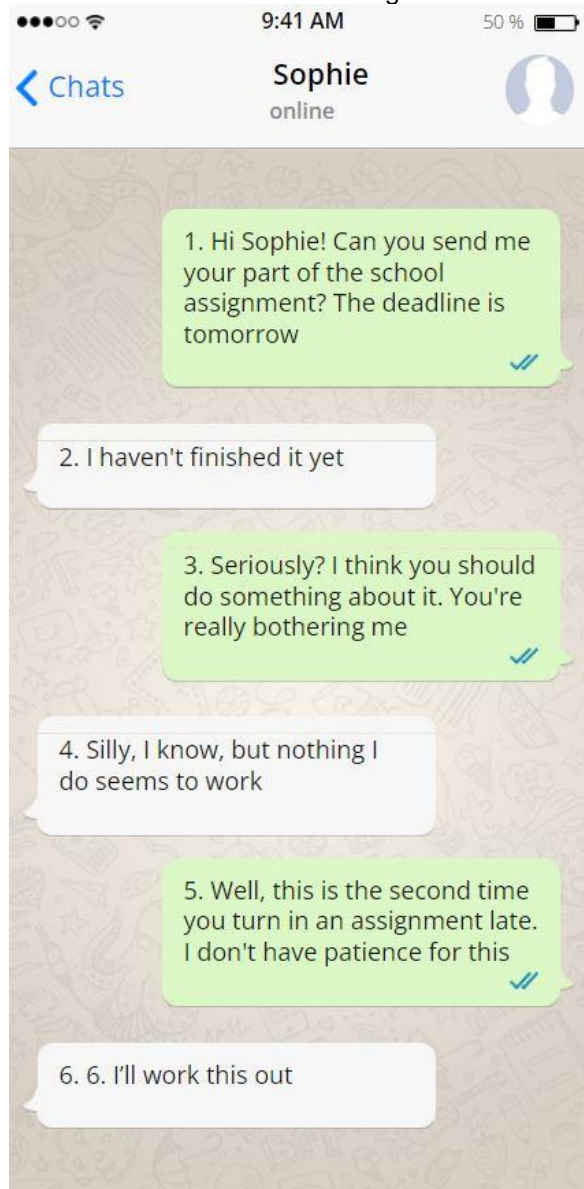 9:41 AM 50 %
Chats Sophie
online
1. Hi Sophie! Can you send me
your part of the school
assignment? The deadline is
tomorrow
2. I haven't finished it yet
3. Seriously? I think you should
do something about it. You're
really bothering me
4. Silly, I know, but nothing I
do seems to work
5. Well, this is the second time
you turn in an assignment late.
I don't have patience for this
6. 6. I’ll work this out